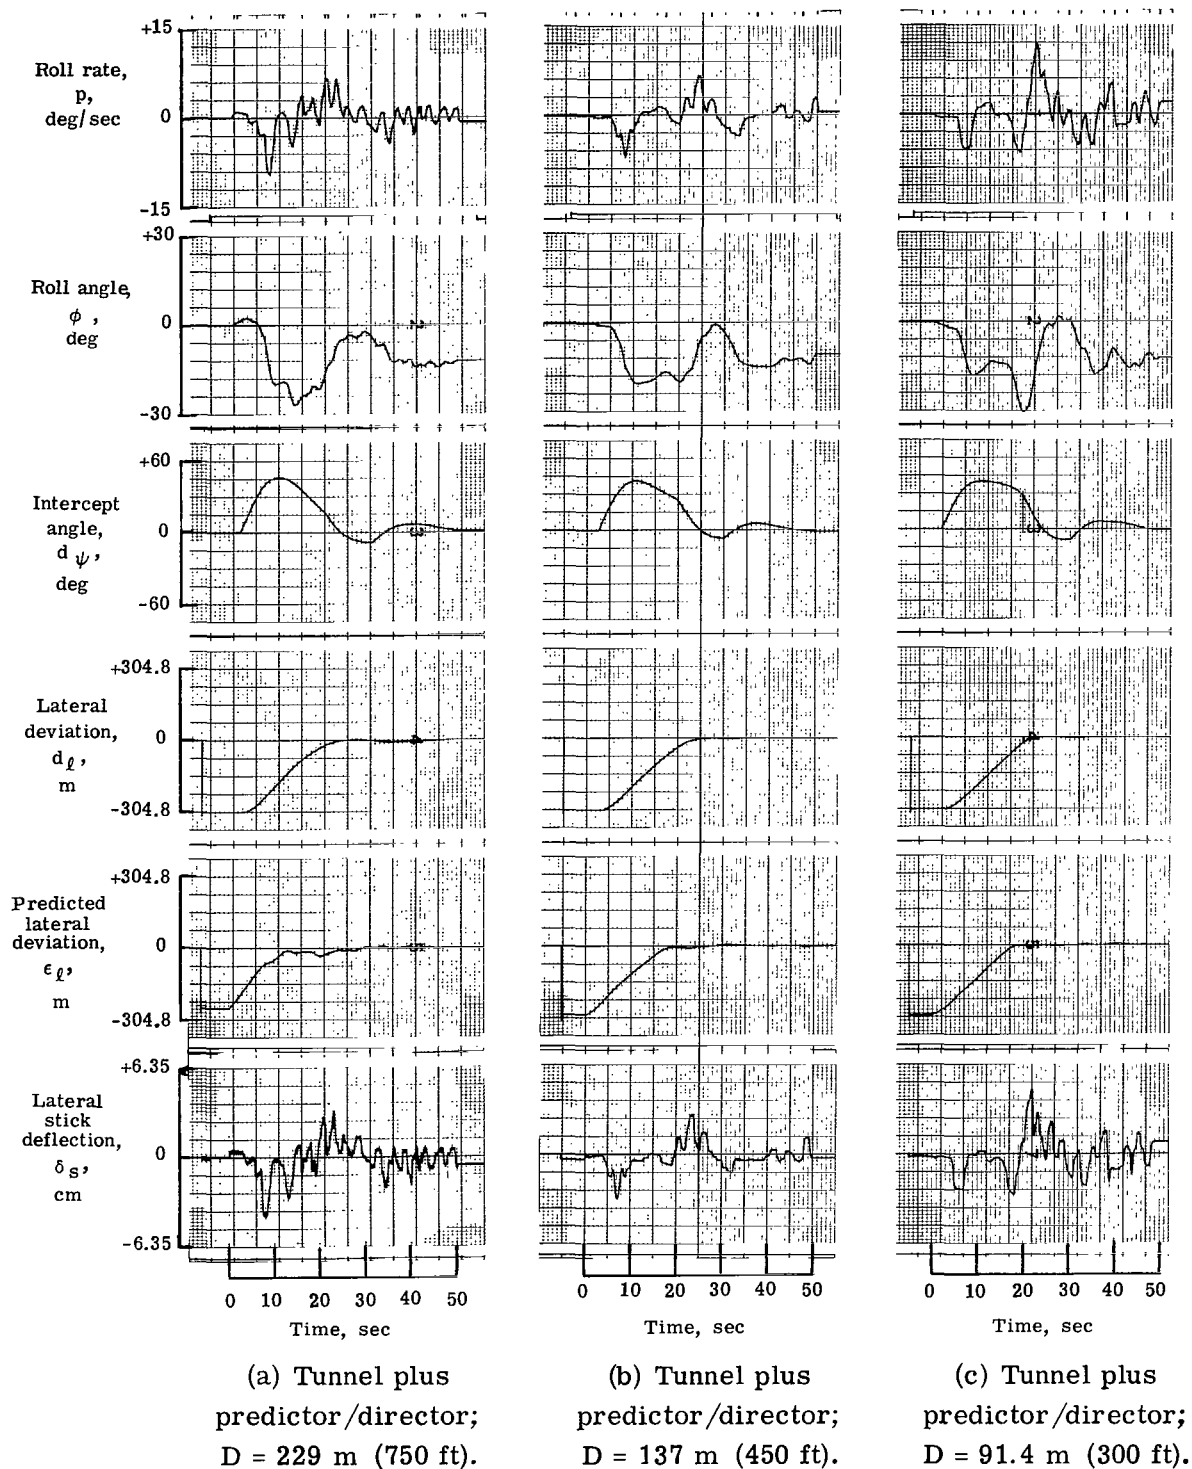 Roll rate,
p,
deg/sec
+15
0
-15
Roll angle,
ϕ ,
deg
+30
0
-30
Intercept
angle,
d ψ,
deg
+60
0
-60
Lateral
deviation,
d ℓ,
m
+304.8
0
-304.8
Predicted
lateral
deviation,
ϵ ℓ,
m
+304.8
0
-304.8
Lateral
stick
deflection,
δ s,
cm
+6.35
0
-6.35
0 10 20 30 40 50
Time, sec
0 10 20 30 40 50
Time, sec
0 10 20 30 40 50
Time, sec
(a) Tunnel plus
predictor/director;
D = 229 m (750 ft).
(b) Tunnel plus
predictor/director;
D = 137 m (450 ft).
(c) Tunnel plus
predictor/director;
D = 91.4 m (300 ft).